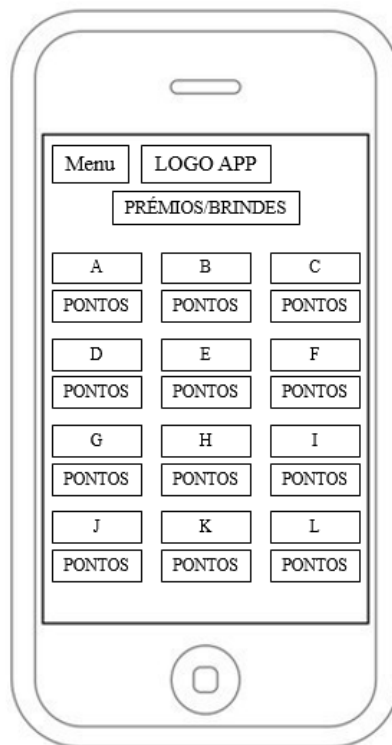 Menu LOGO APP
PRÉMIOS/BRINDES
A B C
PONTOS PONTOS PONTOS
D E F
PONTOS PONTOS PONTOS
G H I
PONTOS PONTOS PONTOS
J K L
PONTOS PONTOS PONTOS